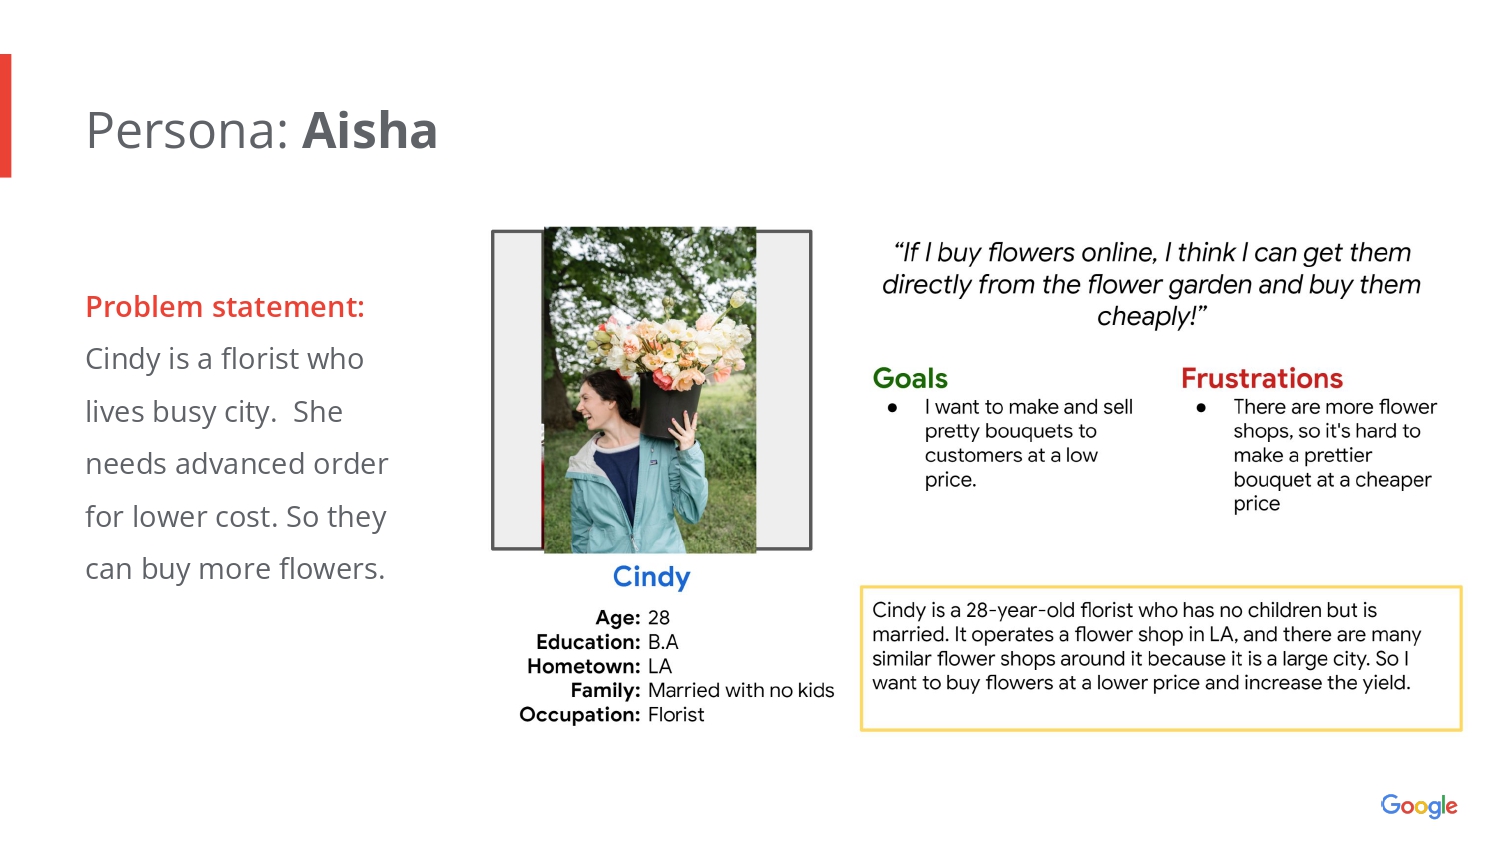 Persona: Aisha
Problem statement:
Cindy is a florist who
lives busy city.  She
needs advanced order
for lower cost. So they
can buy more flowers.
Cindy
Age: 28
Education: B.A
Hometown: LA
Family: Married with no kids
Occupation: Florist
“If I buy flowers online, I think I can get them
directly from the flower garden and buy them
cheaply!”
Goals
● I want to make and sell
pretty bouquets to
customers at a low
price.
Frustrations
● There are more flower
shops, so it's hard to
make a prettier
bouquet at a cheaper
price
Cindy is a 28-year-old florist who has no children but is
married. It operates a flower shop in LA, and there are many
similar flower shops around it because it is a large city. So I
want to buy flowers at a lower price and increase the yield.
Google